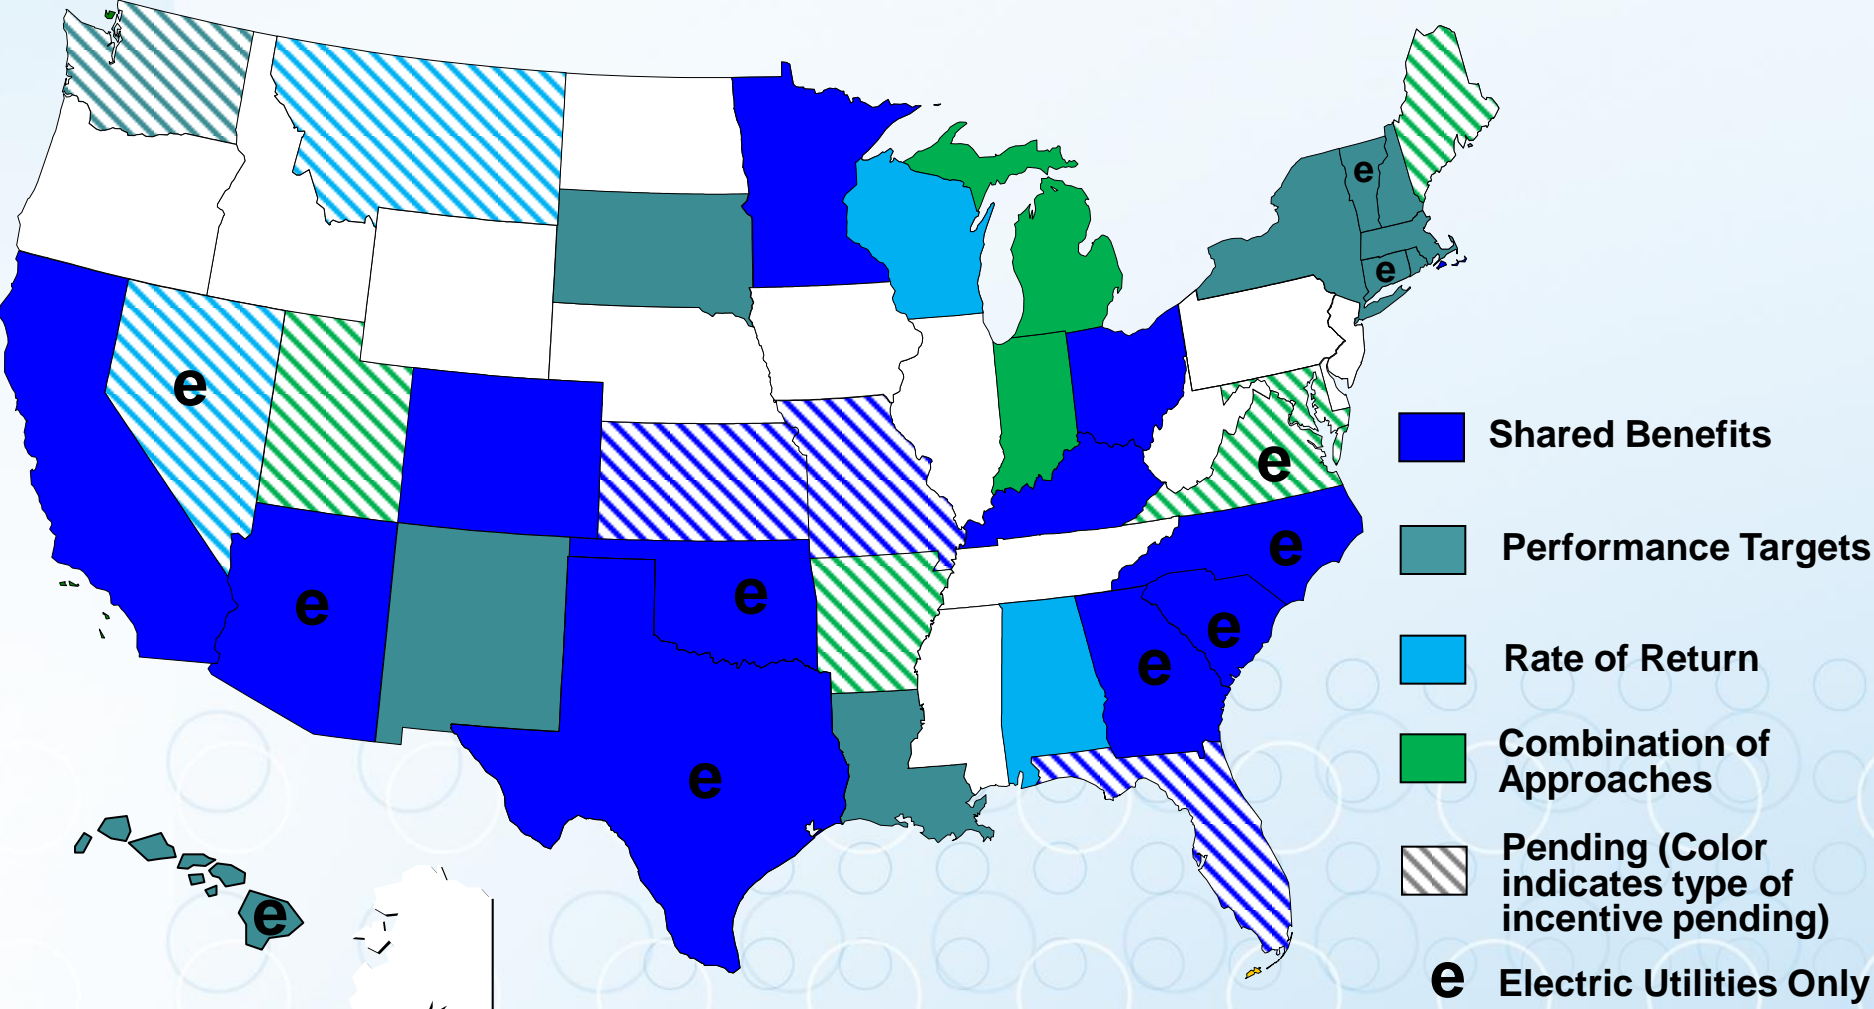 e
e
e
e
e
e
e
e
e
e
e
Shared Benefits
Performance Targets
Rate of Return
Combination of
Approaches
Pending (Color
indicates type of
incentive pending)
e Electric Utilities Only